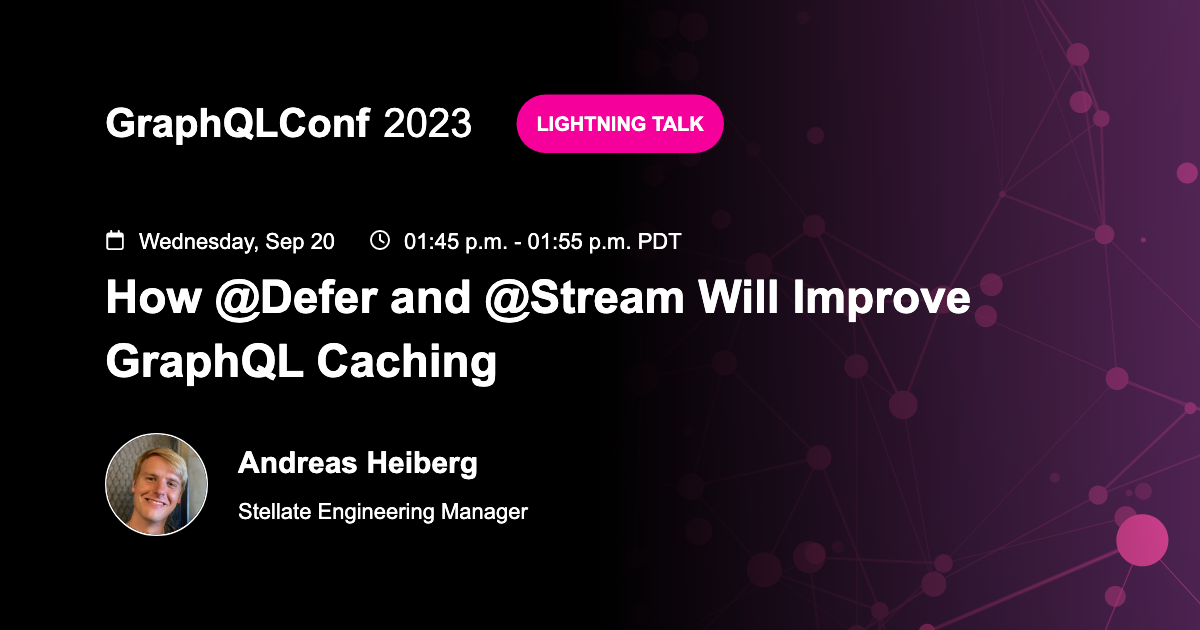 GraphQLConf 2023
LIGHTNING TALK
Wednesday, Sep 20
01:45 p.m. - 01:55 p.m. PDT
How @Defer and @Stream Will Improve
GraphQL Caching
Andreas Heiberg
Stellate Engineering Manager